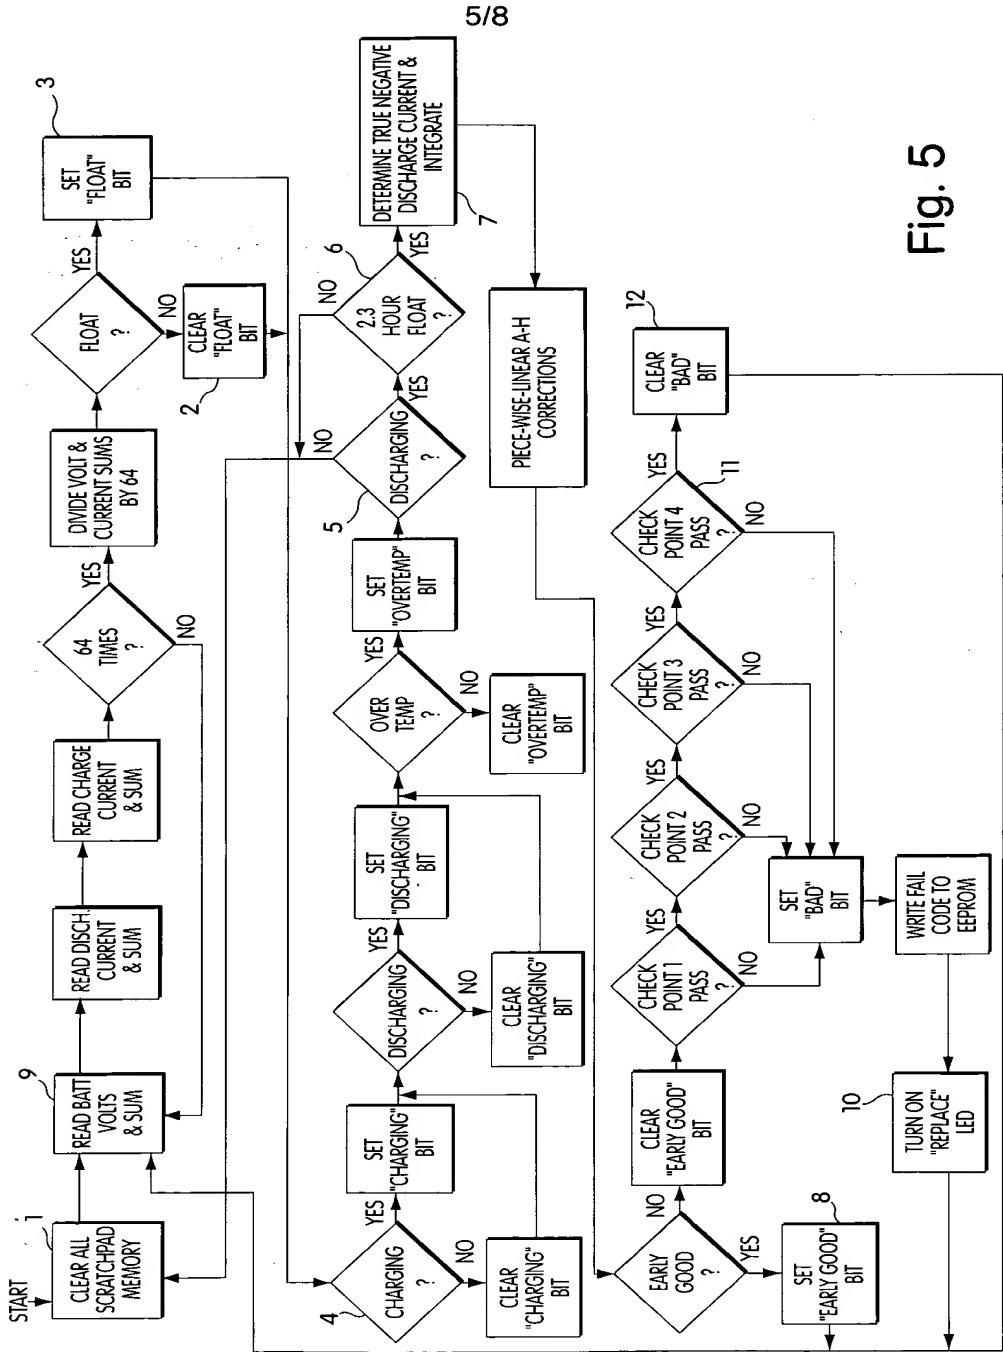 5/8
START
1
CLEAR ALL
SCRATCHPAD
MEMORY
9
READ BATT
VOLTS
& SUM
READ DISCH.
CURRENT
& SUM
READ CHARGE
CURRENT
& SUM
64
TIMES
?
YES
NO
DIVIDE VOLT &
CURRENT SUMS
BY 64
FLOAT
?
YES
NO
3
SET
"FLOAT"
BIT
2
CLEAR
"FLOAT"
BIT
4
CHARGING
?
YES
NO
SET
"CHARGING"
BIT
CLEAR
"CHARGING"
BIT
DISCHARGING
?
YES
NO
SET
"DISCHARGING"
BIT
CLEAR
"DISCHARGING"
BIT
OVER
TEMP
?
YES
NO
SET
"OVERTEMP"
BIT
CLEAR
"OVERTEMP"
BIT
5
DISCHARGING
?
NO
YES
6
2.3
HOUR
FLOAT
?
NO
YES
DETERMINE TRUE NEGATIVE
DISCHARGE CURRENT &
INTEGRATE
7
PIECE-WISE-LINEAR A-H
CORRECTIONS
EARLY
GOOD
?
NO
YES
8
SET
"EARLY GOOD"
BIT
CLEAR
"EARLY GOOD"
BIT
CHECK
POINT 1
PASS
?
YES
NO
CHECK
POINT 2
PASS
?
YES
NO
CHECK
POINT 3
PASS
?
YES
NO
CHECK
POINT 4
PASS
?
YES
NO
11
12
CLEAR
"BAD"
BIT
SET
"BAD"
BIT
WRITE FAIL
CODE TO
EEPROM
10
TURN ON
"REPLACE"
LED
Fig. 5